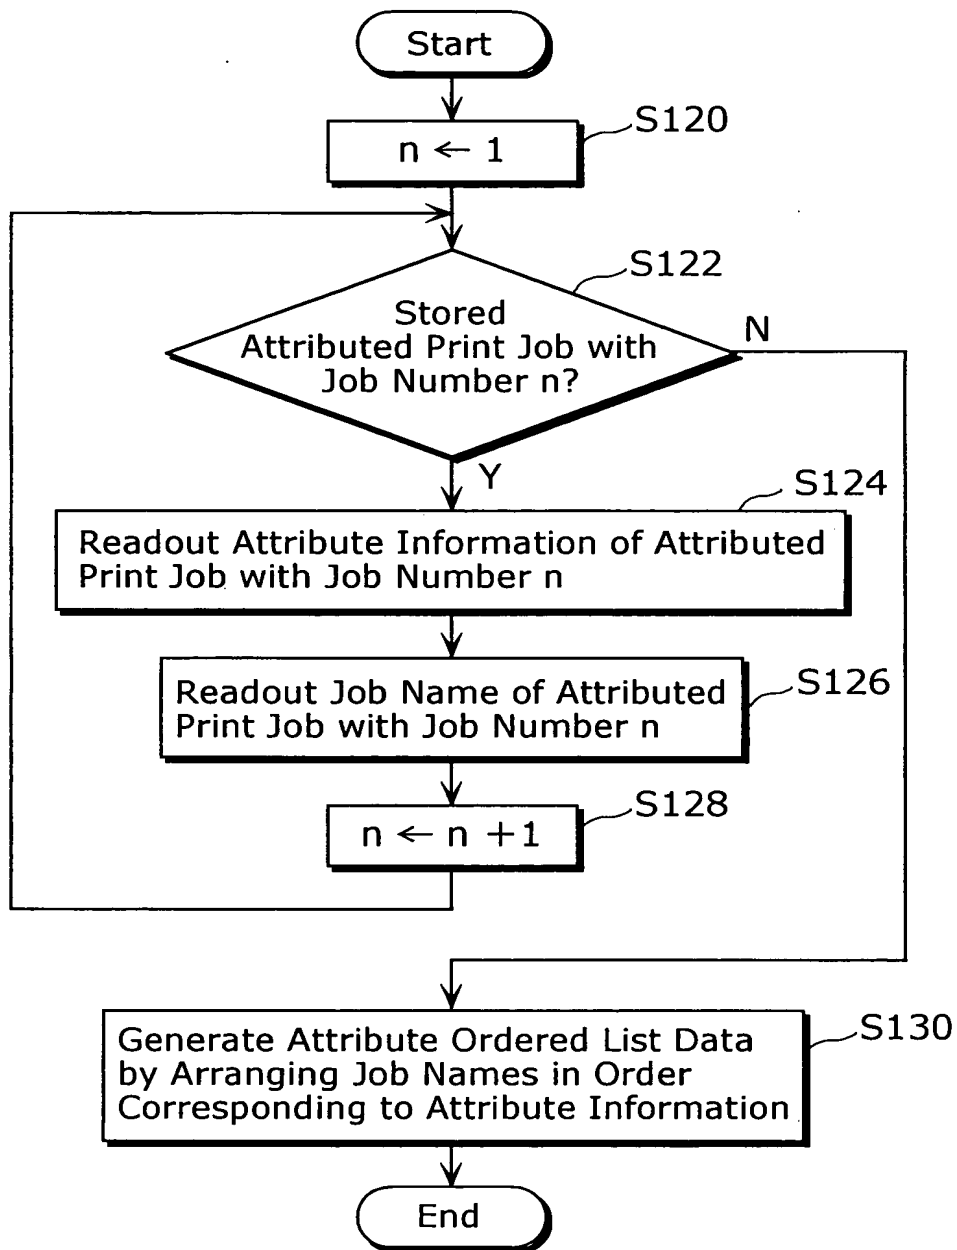 Start
n ← 1
S120
S122
Stored
Attributed Print Job with
Job Number n?
N
Y
S124
Readout Attribute Information of Attributed
Print Job with Job Number n
Readout Job Name of Attributed
Print Job with Job Number n
S126
n ← n +1
S128
Generate Attribute Ordered List Data
by Arranging Job Names in Order
Corresponding to Attribute Information
S130
End